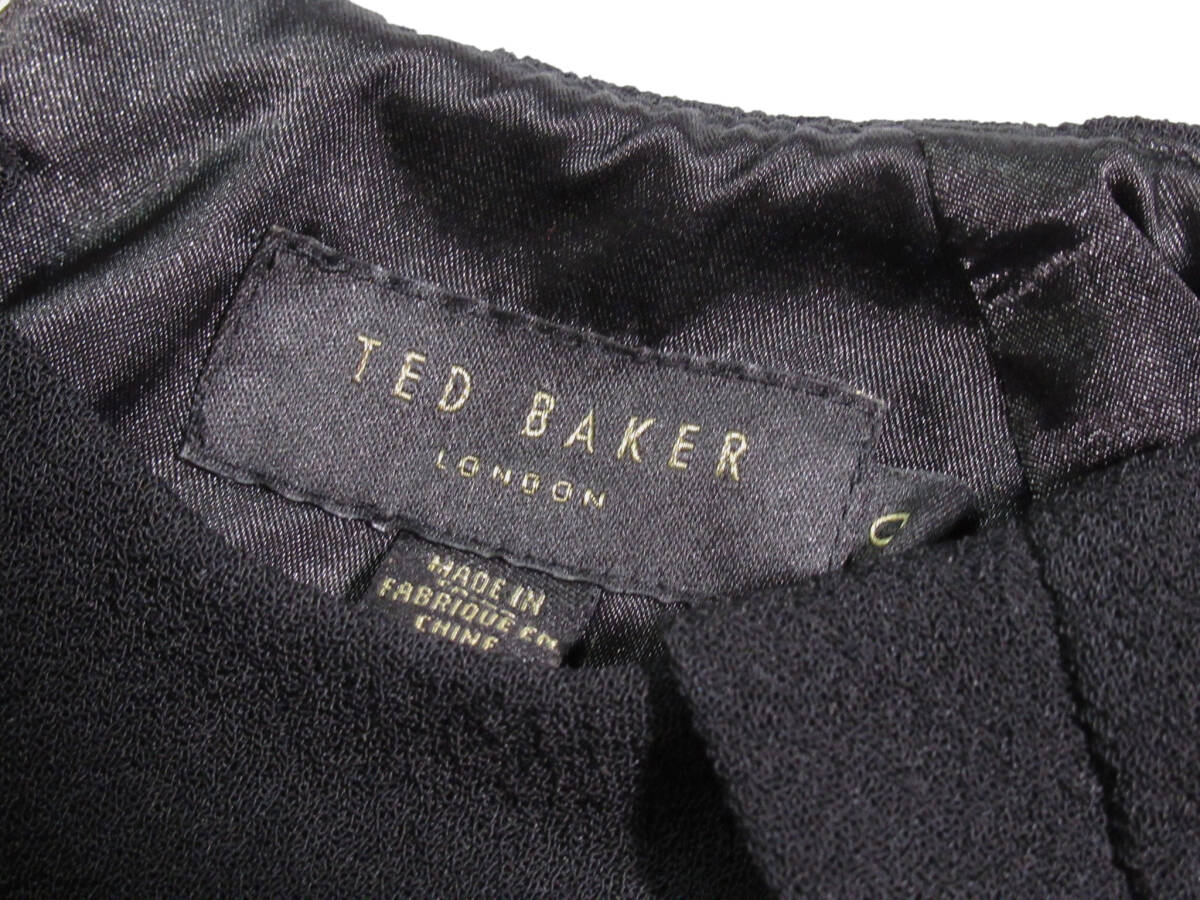 TED BAKER
LONDON
MADE IN
FABRIQUE EN
CHINE